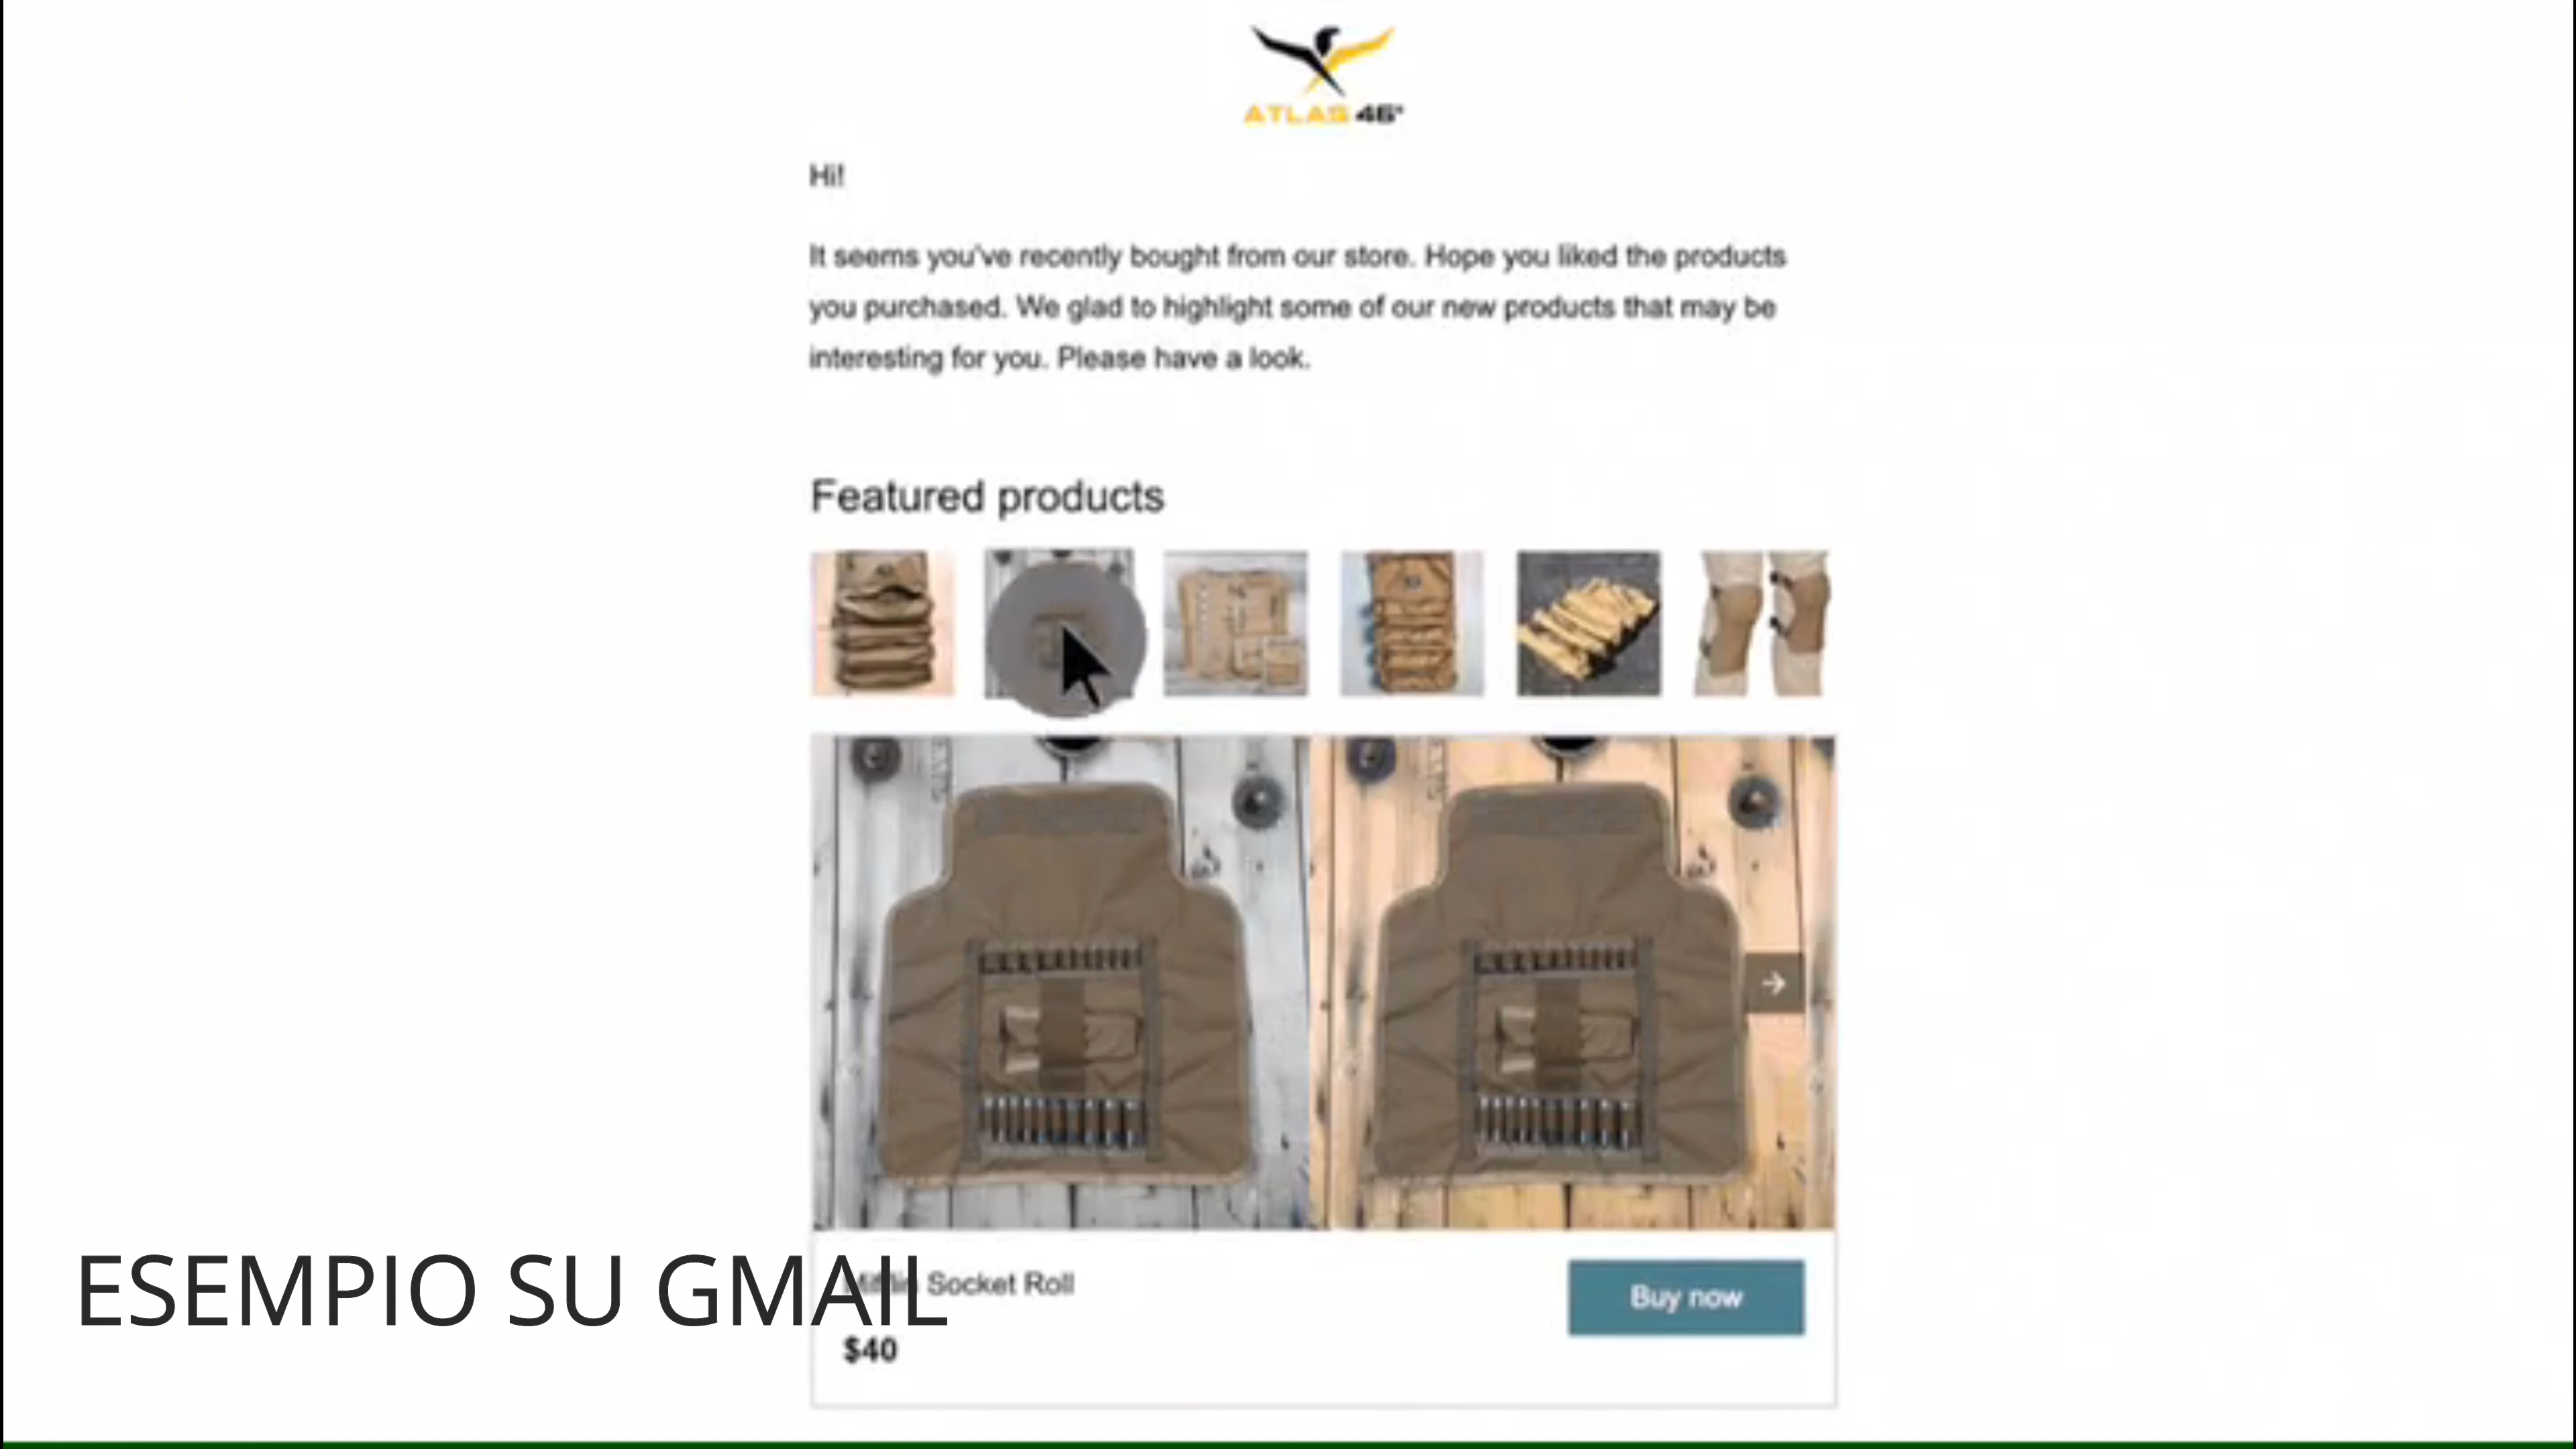 ATLAS 46®
Hi!
It seems you've recently bought from our store. Hope you liked the products
you purchased. We glad to highlight some of our new products that may be
interesting for you. Please have a look.
Featured products
ESEMPIO SU GMAIL
Socket Roll
Buy now
$40